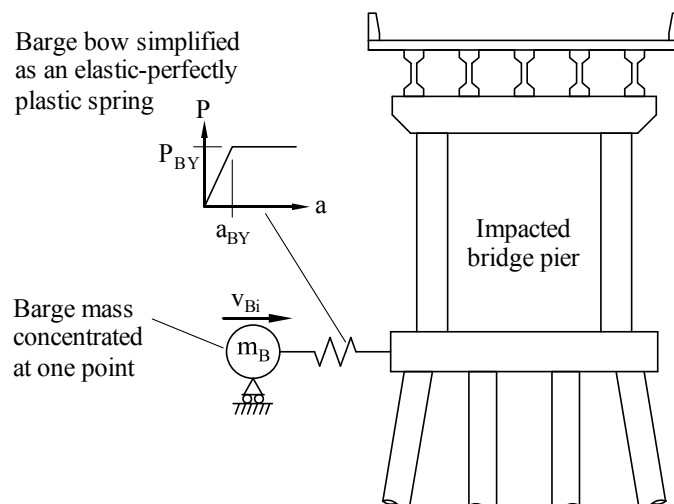 Barge bow simplified
as an elastic-perfectly
plastic spring
P
P_BY
a_BY
a
Impacted
bridge pier
v_Bi
Barge mass
concentrated
at one point
m_B